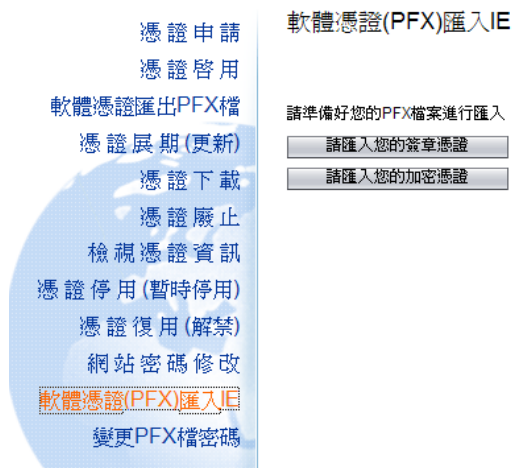 憑證申請
憑證啓用
軟體憑證匯出PFX檔
憑證展期(更新)
憑證下載
憑證廢止
檢視憑證資訊
憑證停用(暫時停用)
憑證復用(解禁)
網站密碼修改
軟體憑證(PFX)匯入IE
變更PFX檔密碼
軟體憑證(PFX)匯入IE
請準備好您的PFX檔案進行匯入
請匯入您的簽章憑證
請匯入您的加密憑證